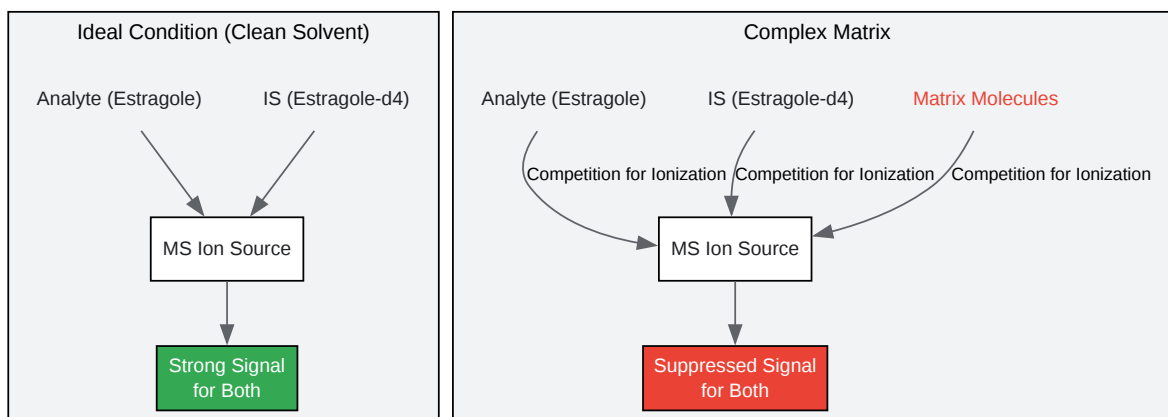 Ideal Condition (Clean Solvent)
Analyte (Estragole)
IS (Estragole-d4)
MS Ion Source
Strong Signal
for Both
Complex Matrix
Analyte (Estragole)
IS (Estragole-d4)
Matrix Molecules
Competition for Ionization
Competition for Ionization
Competition for Ionization
MS Ion Source
Suppressed Signal
for Both